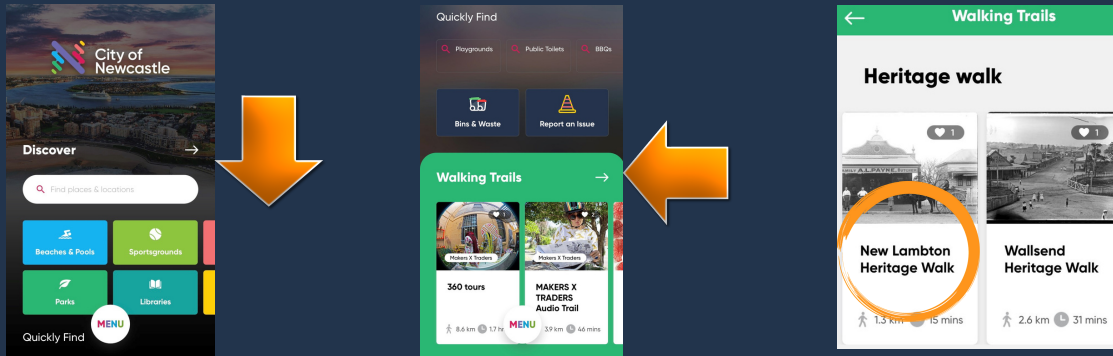 City of
Newcastle
Discover
Find places & locations
Beaches & Pools
Sportsgrounds
Parks
Libraries
MENU
Quickly Find
Quickly Find
Playgrounds
Public Toilets
BBQs
Bins & Waste
Report an Issue
Walking Trails
1
Makers X Traders
Makers X Traders
360 tours
MAKERS X
TRADERS
Audio Trail
8.6 km 1.7 hr
MENU
3.9 km 46 mins
Walking Trails
Heritage walk
1
1
A.L.PAYNE.
New Lambton
Heritage Walk
Wallsend
Heritage Walk
1.3 km 15 mins
2.6 km 31 mins